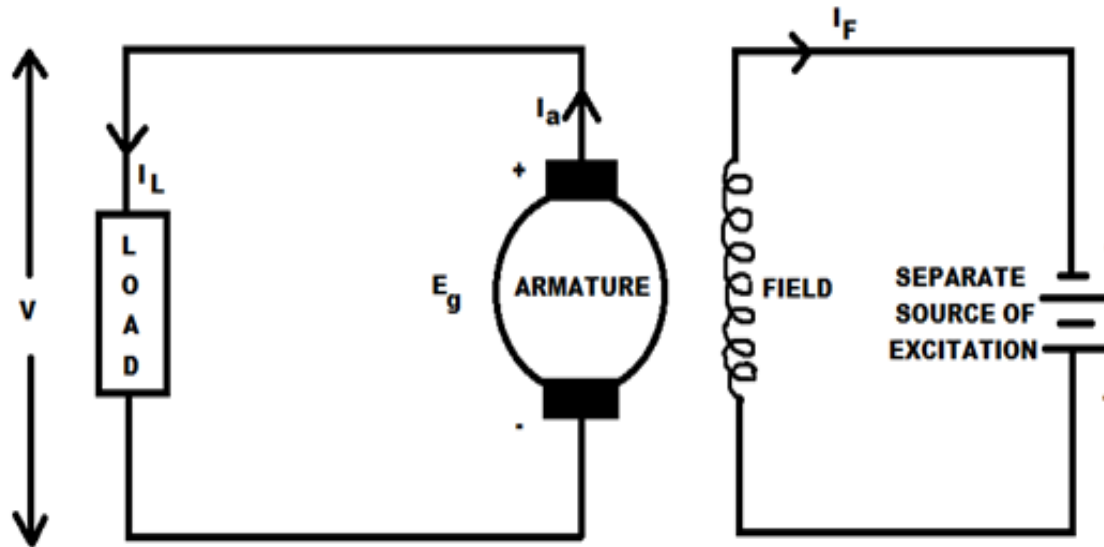 I_F
I_a
+
I_L
L
O
A
D
V
E_g
ARMATURE
FIELD
SEPARATE
SOURCE OF
EXCITATION
-